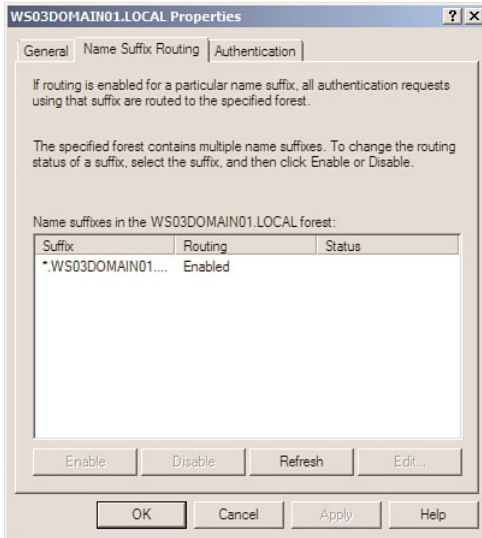 WS03DOMAIN01.LOCAL Properties
General Name Suffix Routing Authentication
If routing is enabled for a particular name suffix, all authentication requests
using that suffix are routed to the specified forest.
The specified forest contains multiple name suffixes. To change the routing
status of a suffix, select the suffix, and then click Enable or Disable.
Name suffixes in the WS03DOMAIN01.LOCAL forest:
Suffix Routing Status
*.WS03DOMAIN01.... Enabled
Enable Disable Refresh Edit...
OK Cancel Apply Help